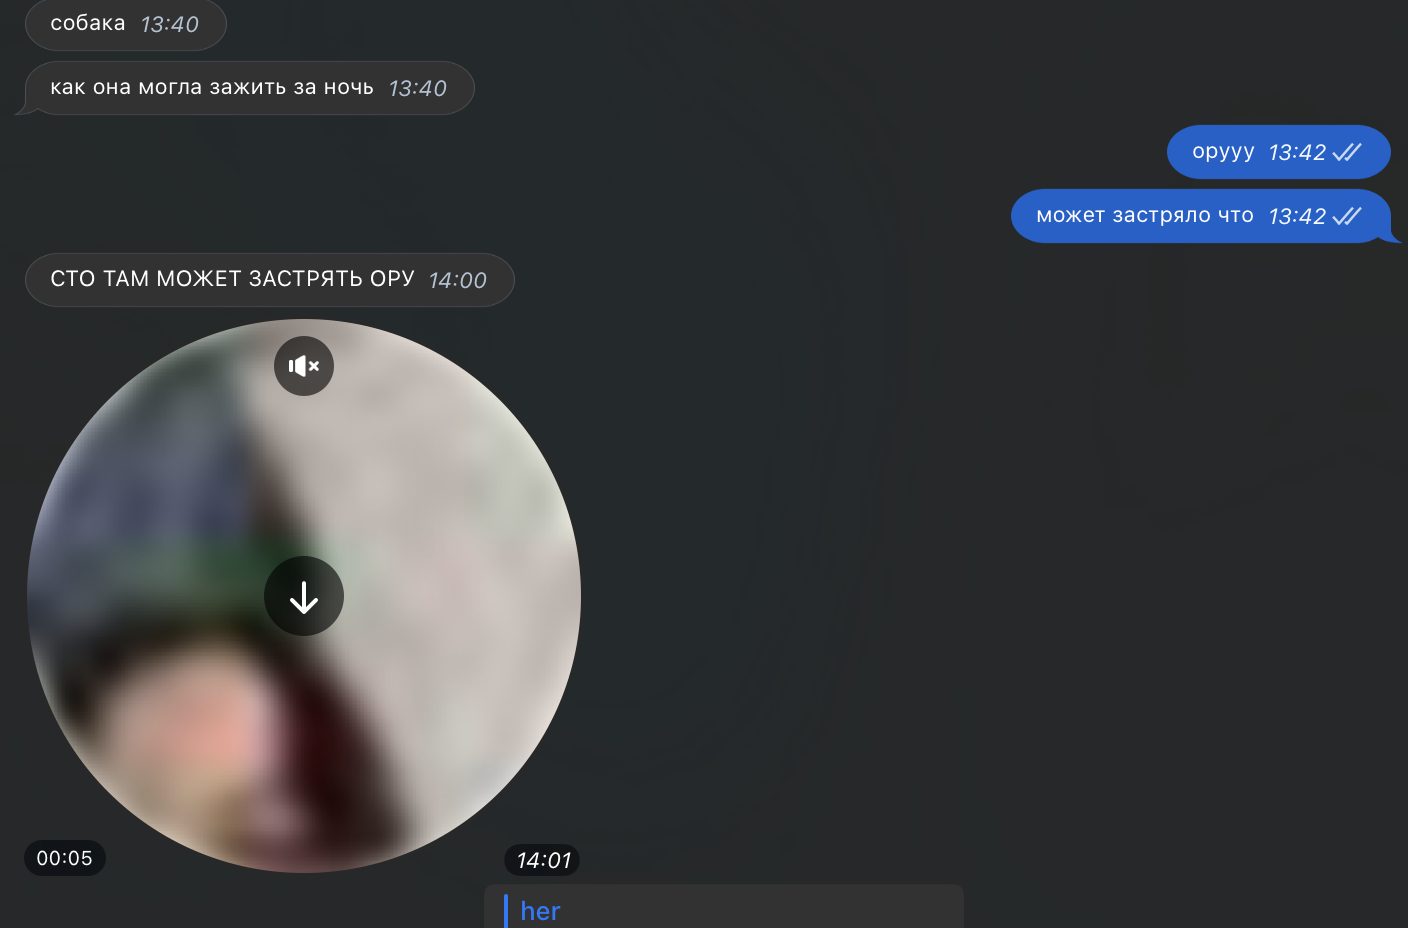 собака 13:40
как она могла зажить за ночь 13:40
орууу 13:42
может застряло что 13:42
СТО ТАМ МОЖЕТ ЗАСТРЯТЬ ОРУ 14:00
00:05
14:01
her